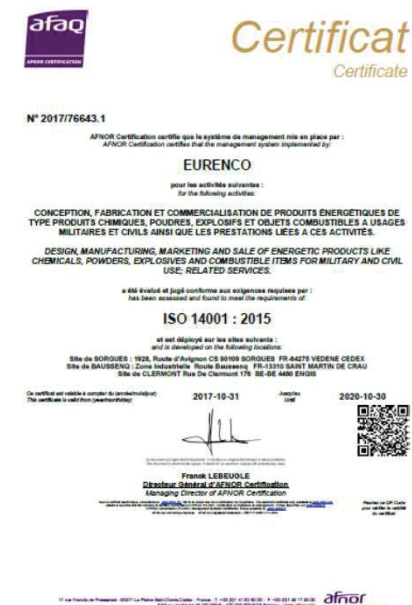 afaq
AFNOR CERTIFICATION
Certificat
Certificate
N° 2017/76643.1
AFNOR Certification certifie que le système de management mis en place par :
AFNOR Certification certifies that the management system implemented by:
EURENCO
pour les activités suivantes :
for the following activities:
CONCEPTION, FABRICATION ET COMMERCIALISATION DE PRODUITS ÉNERGÉTIQUES DE
TYPE PRODUITS CHIMIQUES, POUDRES, EXPLOSIFS ET OBJETS COMBUSTIBLES A USAGES
MILITAIRES ET CIVILS AINSI QUE LES PRESTATIONS LIÉES A CES ACTIVITÉS.
DESIGN, MANUFACTURING, MARKETING AND SALE OF ENERGETIC PRODUCTS LIKE
CHEMICALS, POWDERS, EXPLOSIVES AND COMBUSTIBLE ITEMS FOR MILITARY AND CIVIL
USE; RELATED SERVICES.
a été évalué et jugé conforme aux exigences requises par :
has been assessed and found to meet the requirements of:
ISO 14001 : 2015
et est déployé sur les sites suivants :
and is developed on the following locations:
Site de SORGUES : 1928, Route d'Avignon CS 90109 SORGUES FR-84275 VEDENE CEDEX
Site de BAUSSENQ : Zone Industrielle Route Baussenq FR-13310 SAINT MARTIN DE CRAU
Site de CLERMONT Rue De Clermont 176 BE-BE 4480 ENGIS
Ce certificat est valable à compter du (année/mois/jour) 2017-10-31 Jusqu'au 2020-10-30
This certificate is valid from (year/month/day) Until
Franck LEBEUGLE
Directeur Général d'AFNOR Certification
Managing Director of AFNOR Certification
afnor